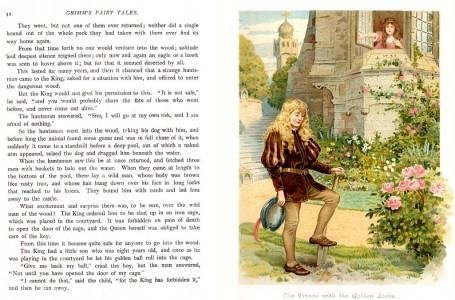 42 GRIMM'S FAIRY TALES.
They went, but not one of them ever returned; neither did a single
hound out of the whole pack they had taken with them ever find its
way home again.
From that time forth no one would venture into the wood; solitude
and deepest silence reigned there; only now and again an eagle or a hawk
was seen to hover above it; but for that it seemed deserted by all.
This lasted for many years, and then it chanced that a strange hunts-
man came to the King, asked for a situation with him, and offered to enter
the dangerous wood.
But the King would not give his permission to this. "It is not safe,"
he said, "and you would probably share the fate of those who went
before, and never come out alive."
The huntsman answered, "Sire, I will go at my own risk, and I am
afraid of nothing."
So the huntsman went into the wood, taking his dog with him, and
before long the animal found some game and was in full chase of it, when
suddenly it came to a standstill before a deep pool, out of which a naked
arm appeared, seized the dog and dragged him beneath the water.
When the huntsman saw this he at once returned, and fetched three
men with buckets to bale out the water. When they came at length to
the bottom of the pool, there lay a wild man, whose body was brown
like rusty iron, and whose hair hung down over his face in long locks
that reached to his knees. They bound him with cords and led him
away to the castle.
What excitement and surprise there was, to be sure, over the wild
man of the wood! The King ordered him to be shut up in an iron cage,
which was placed in the courtyard. It was forbidden on pain of death
to open the door of the cage, and the Queen herself was obliged to take
care of the key.
From this time it became quite safe for anyone to go into the wood.
The King had a little son who was eight years old, and once as he
was playing in the courtyard he let his golden ball roll into the cage.
"Give me back my ball," cried the boy, but the man answered,
"Not until you have opened the door of my cage."
"I cannot do that," said the child, "for the King has forbidden it,"
and then he ran away.
The Prince with the Golden Locks.